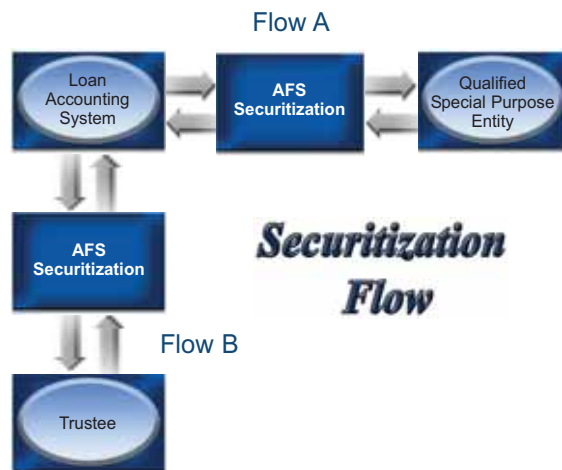 Flow A
Loan
Accounting
System
AFS
Securitization
Qualified
Special Purpose
Entity
AFS
Securitization
Securitization
Flow
Flow B
Trustee